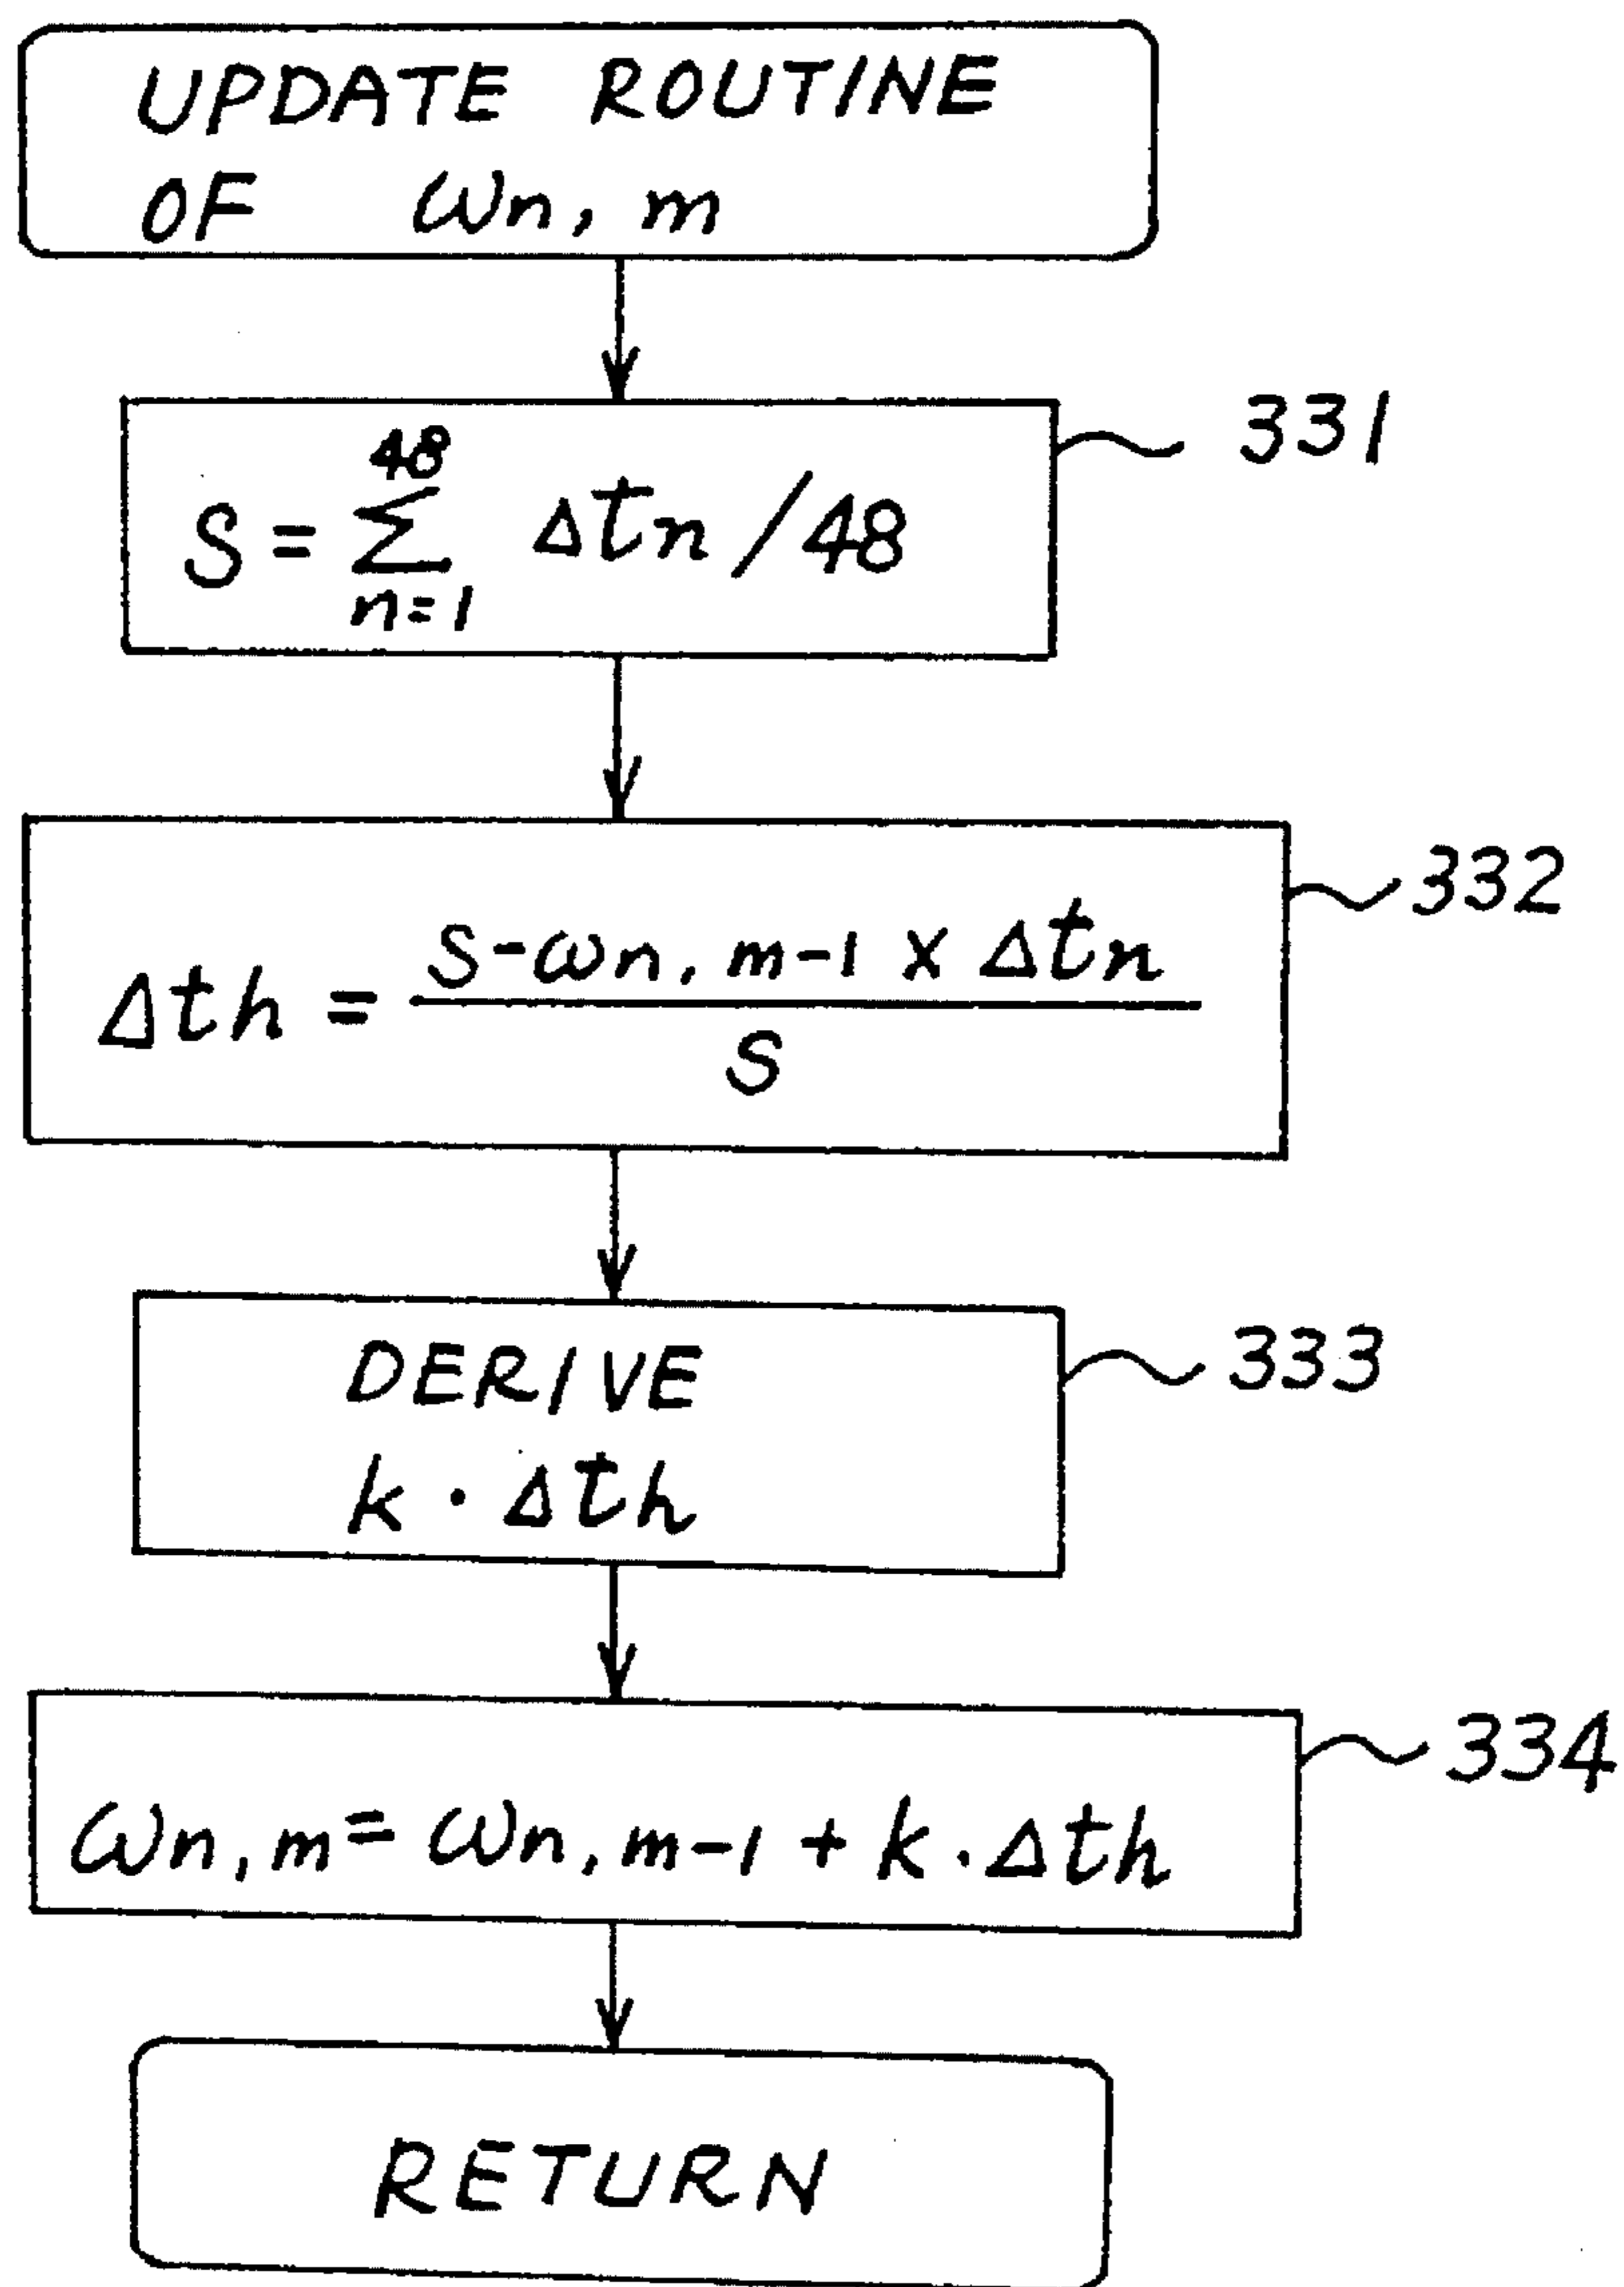 UPDATE ROUTINE
OF ωn, m
331
48
S = Σ Δtn / 48
n=1
332
S-ωn, m-1 x Δtn
Δth =
S
333
DERIVE
k · Δth
334
ωn, m = ωn, m-1 + k · Δth
RETURN